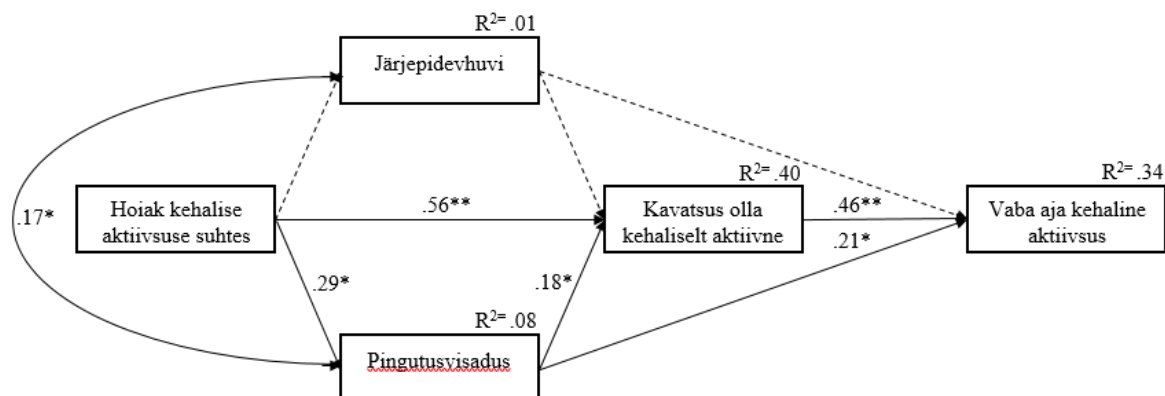 R²= .01
Järjepidevhuvi
R²= .40
R²= .34
Hoiak kehalise
aktiivsuse suhtes
.56**
Kavatsus olla
kehaliselt aktiivne
.46**
Vaba aja kehaline
aktiivsus
.17*
.21*
.29*
.18*
R²= .08
Pingutusvisadus